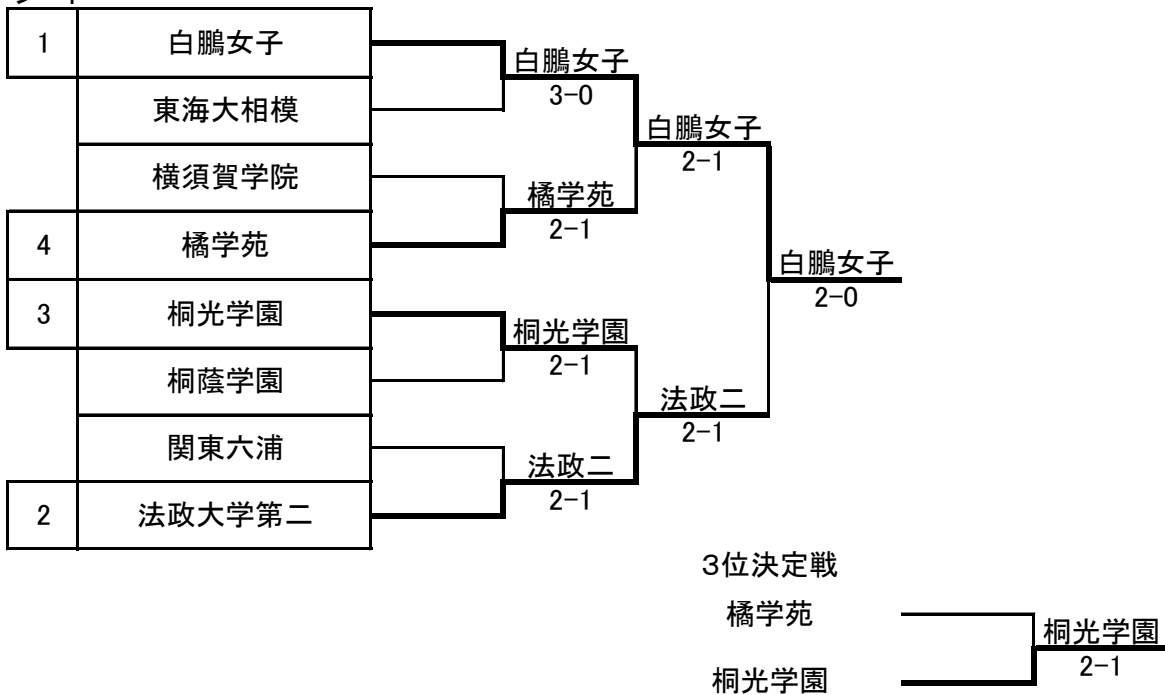 1 白鵬女子
白鵬女子
3-0
東海大相模
白鵬女子
2-1
横須賀学院
橘学苑
2-1
4 橘学苑
白鵬女子
2-0
3 桐光学園
桐光学園
2-1
桐蔭学園
法政二
2-1
関東六浦
法政二
2-1
2 法政大学第二
3位決定戦
橘学苑
桐光学園
2-1
桐光学園